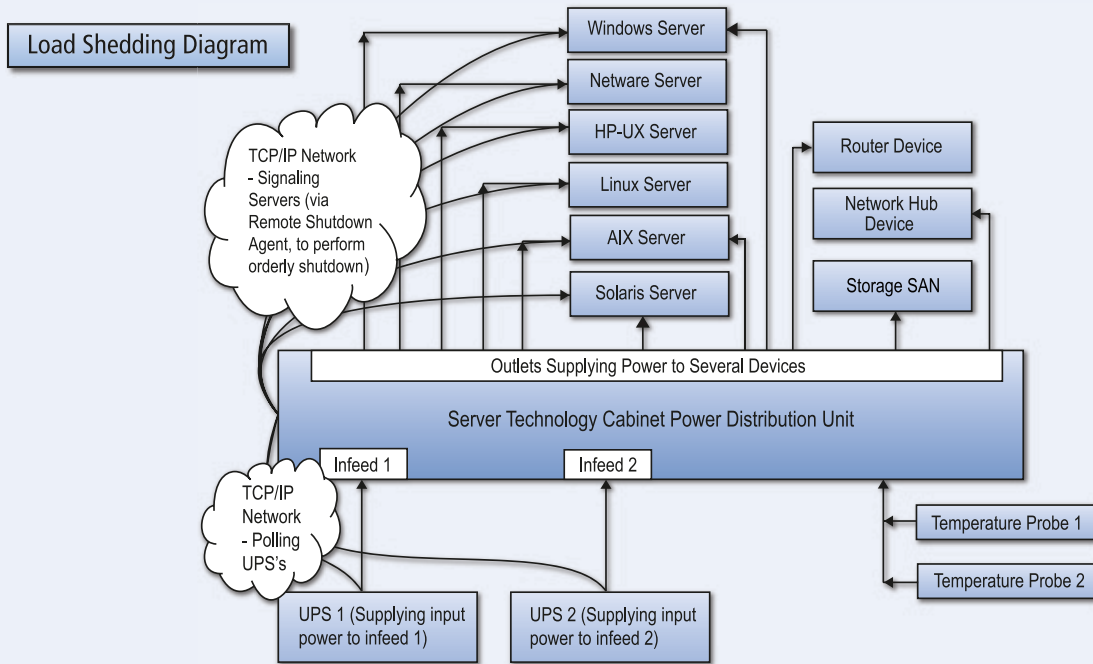 Load Shedding Diagram
Windows Server
Netware Server
HP-UX Server
Linux Server
AIX Server
Solaris Server
Router Device
Network Hub
Device
Storage SAN
TCP/IP Network
- Signaling
Servers (via
Remote Shutdown
Agent, to perform
orderly shutdown)
Outlets Supplying Power to Several Devices
Server Technology Cabinet Power Distribution Unit
Infeed 1
Infeed 2
TCP/IP
Network
- Polling
UPS's
Temperature Probe 1
Temperature Probe 2
UPS 1 (Supplying input
power to infeed 1)
UPS 2 (Supplying input
power to infeed 2)